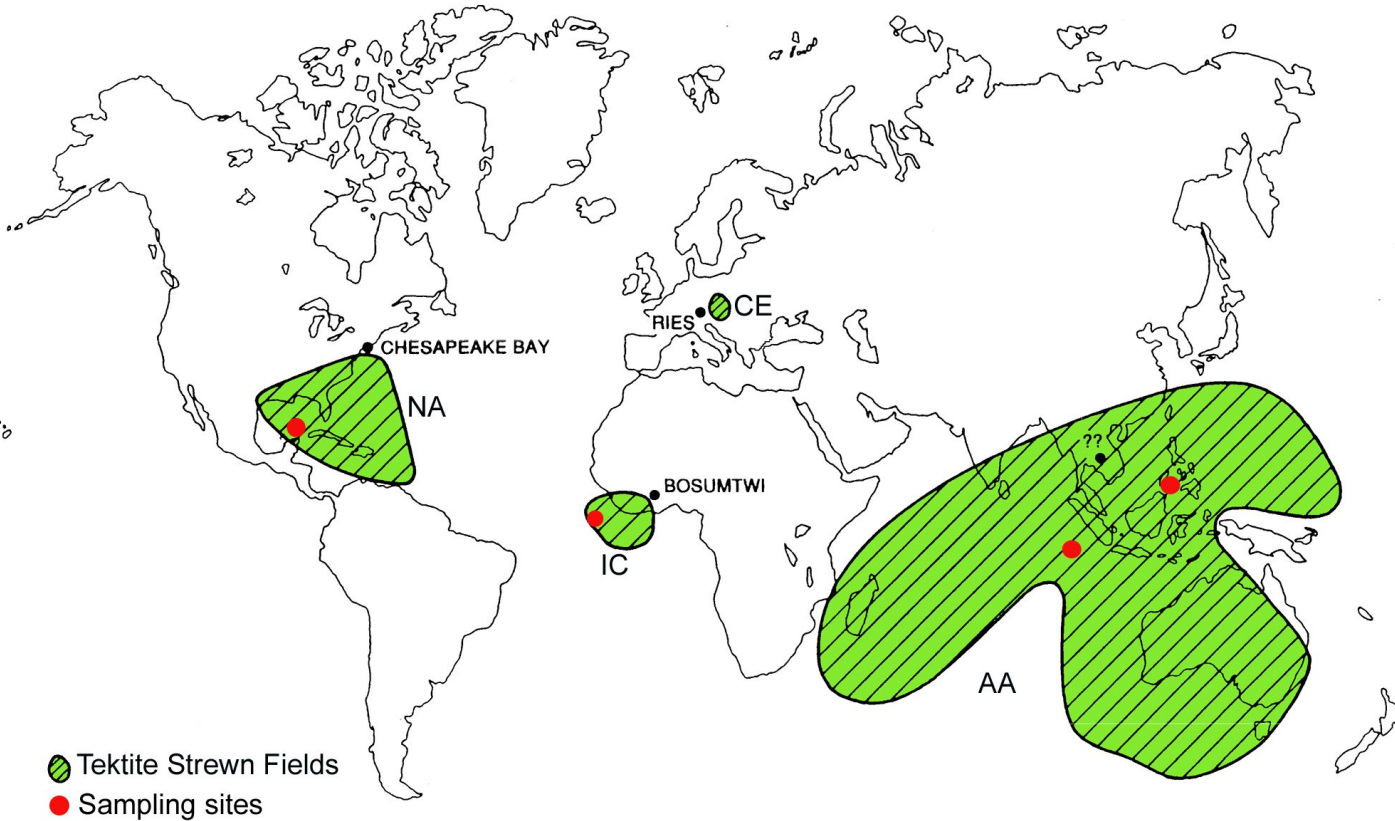 CE
RIES
CHESAPEAKE BAY
NA
??
BOSUMTWI
IC
AA
Tektite Strewn Fields
Sampling sites